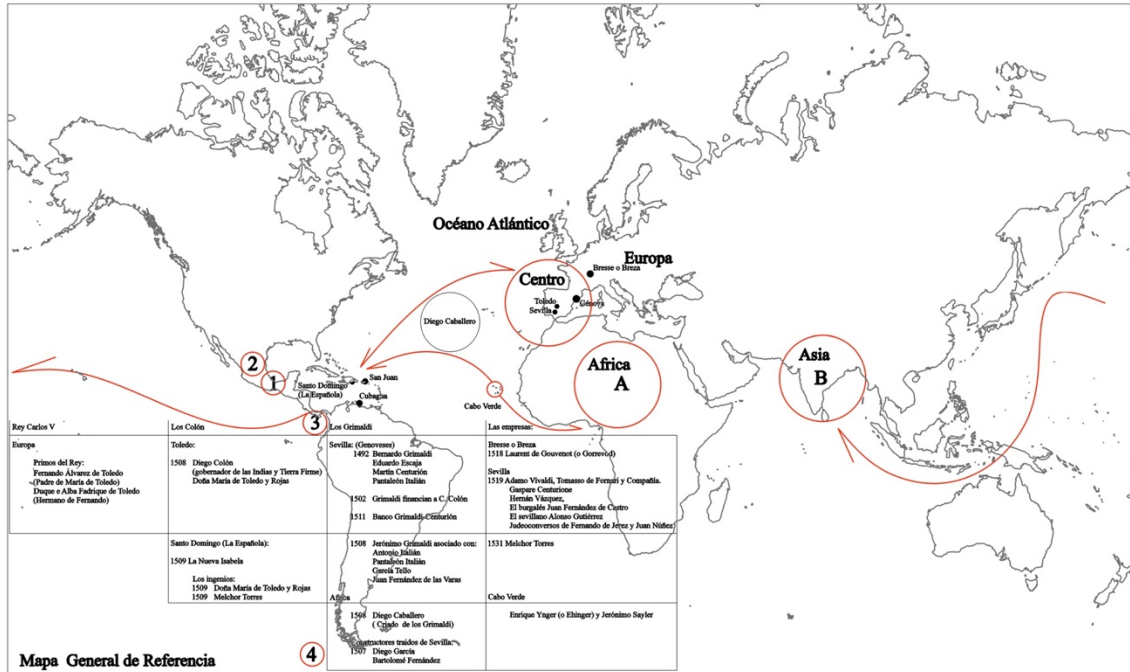 Océano Atlántico
Europa
Bresse o Breza
Centro
Toledo
Sevilla
Génova
Diego Caballero
Africa
A
Asia
B
2
1
Santo Domingo
(La Española)
San Juan
Cubagua
Cabo Verde
3
Rey Carlos V
Los Colón
Los Grimaldi
Las empresas:
Europa
Primos del Rey:
Fernando Álvarez de Toledo
(Padre de María de Toledo)
Duque e Alba Fadrique de Toledo
(Hermano de Fernando)
Toledo:
1508 Diego Colón
(gobernador de las Indias y Tierra Firme)
Doña María de Toledo y Rojas
Sevilla: (Genoveses)
1492 Bernardo Grimaldi
Eduardo Escaja
Martín Centurión
Pantaleón Italián
1502 Grimaldi financian a C. Colón
1511 Banco Grimaldi-Centurión
Bresse o Breza
1518 Laurent de Gouvenot (o Gorrevod)
Sevilla
1519 Adamo Vivaldi, Tomasso de Fornari y Compañía.
Gaspare Centurione
Hernán Vázquez,
El burgalés Juan Fernández de Castro
El sevillano Alonso Gutiérrez
Judeoconversos de Fernando de Jerez y Juan Núñez
Santo Domingo (La Española):
1509 La Nueva Isabela
Los ingenios:
1509 Doña María de Toledo y Rojas
1509 Melchor Torres
1508 Jerónimo Grimaldi asociado con:
Antonio Italián
Pantaleón Italián
García Tello
Juan Fernández de las Varas
1531 Melchor Torres
Africa
1508 Diego Caballero
( Criado de los Grimaldi)
Constructores traidos de Sevilla:
1507 Diego García
Bartolomé Fernández
Cabo Verde
Enrique Ynger (o Ehinger) y Jerónimo Sayler
4
Mapa General de Referencia